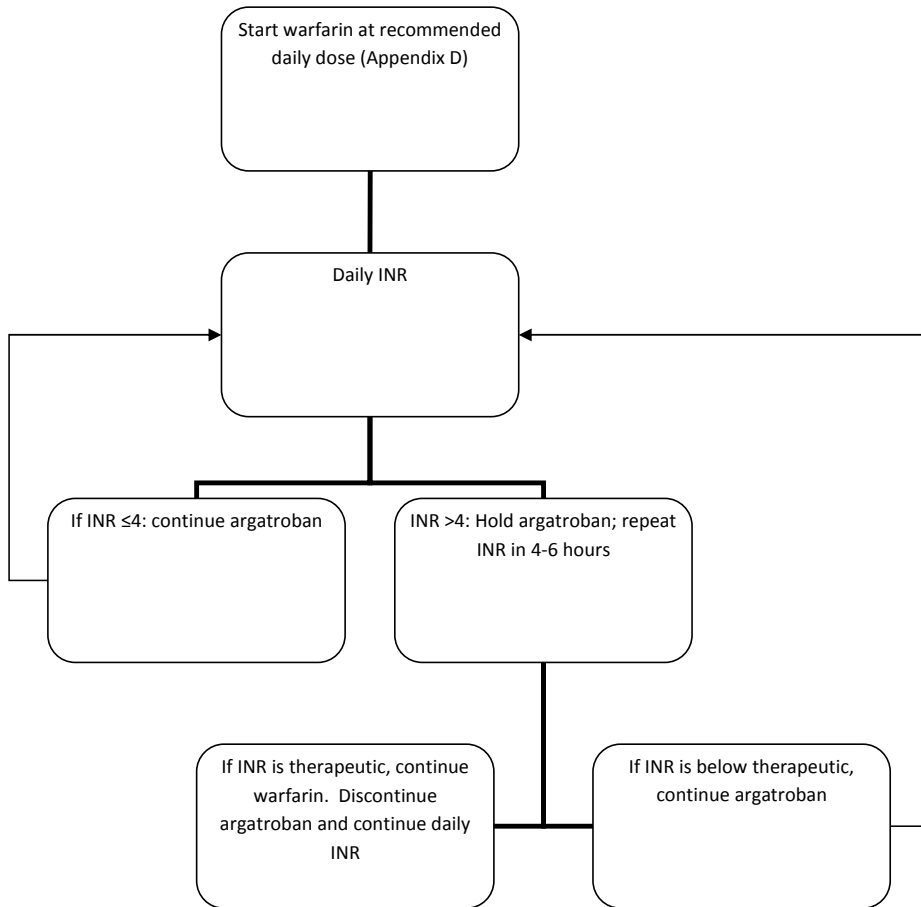 Start warfarin at recommended
daily dose (Appendix D)
Daily INR
If INR ≤4: continue argatroban
INR >4: Hold argatroban; repeat
INR in 4-6 hours
If INR is therapeutic, continue
warfarin.  Discontinue
argatroban and continue daily
INR
If INR is below therapeutic,
continue argatroban